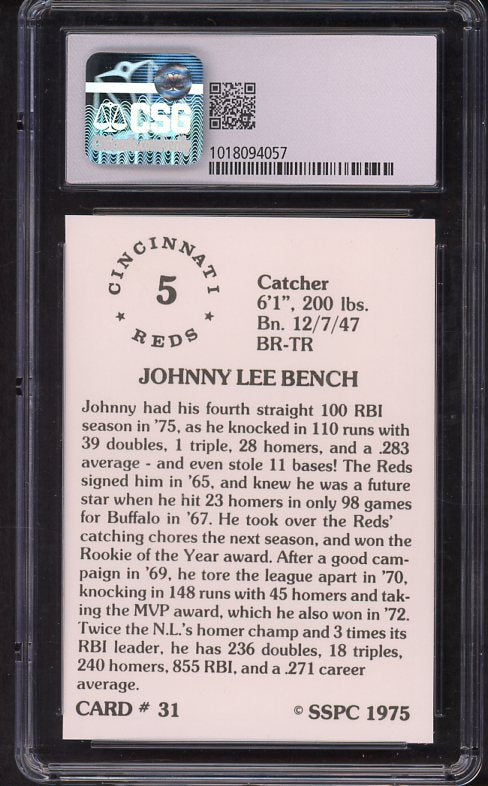 CSG
1018094057
CINCINNATI
5
REDS
Catcher
6'1", 200 lbs.
Bn. 12/7/47
BR-TR
JOHNNY LEE BENCH
Johnny had his fourth straight 100 RBI
season in '75, as he knocked in 110 runs with
39 doubles, 1 triple, 28 homers, and a .283
average - and even stole 11 bases! The Reds
signed him in '65, and knew he was a future
star when he hit 23 homers in only 98 games
for Buffalo in '67. He took over the Reds'
catching chores the next season, and won the
Rookie of the Year award. After a good cam-
paign in '69, he tore the league apart in '70,
knocking in 148 runs with 45 homers and tak-
ing the MVP award, which he also won in '72.
Twice the N.L.'s homer champ and 3 times its
RBI leader, he has 236 doubles, 18 triples,
240 homers, 855 RBI, and a .271 career
average.
CARD # 31 © SSPC 1975